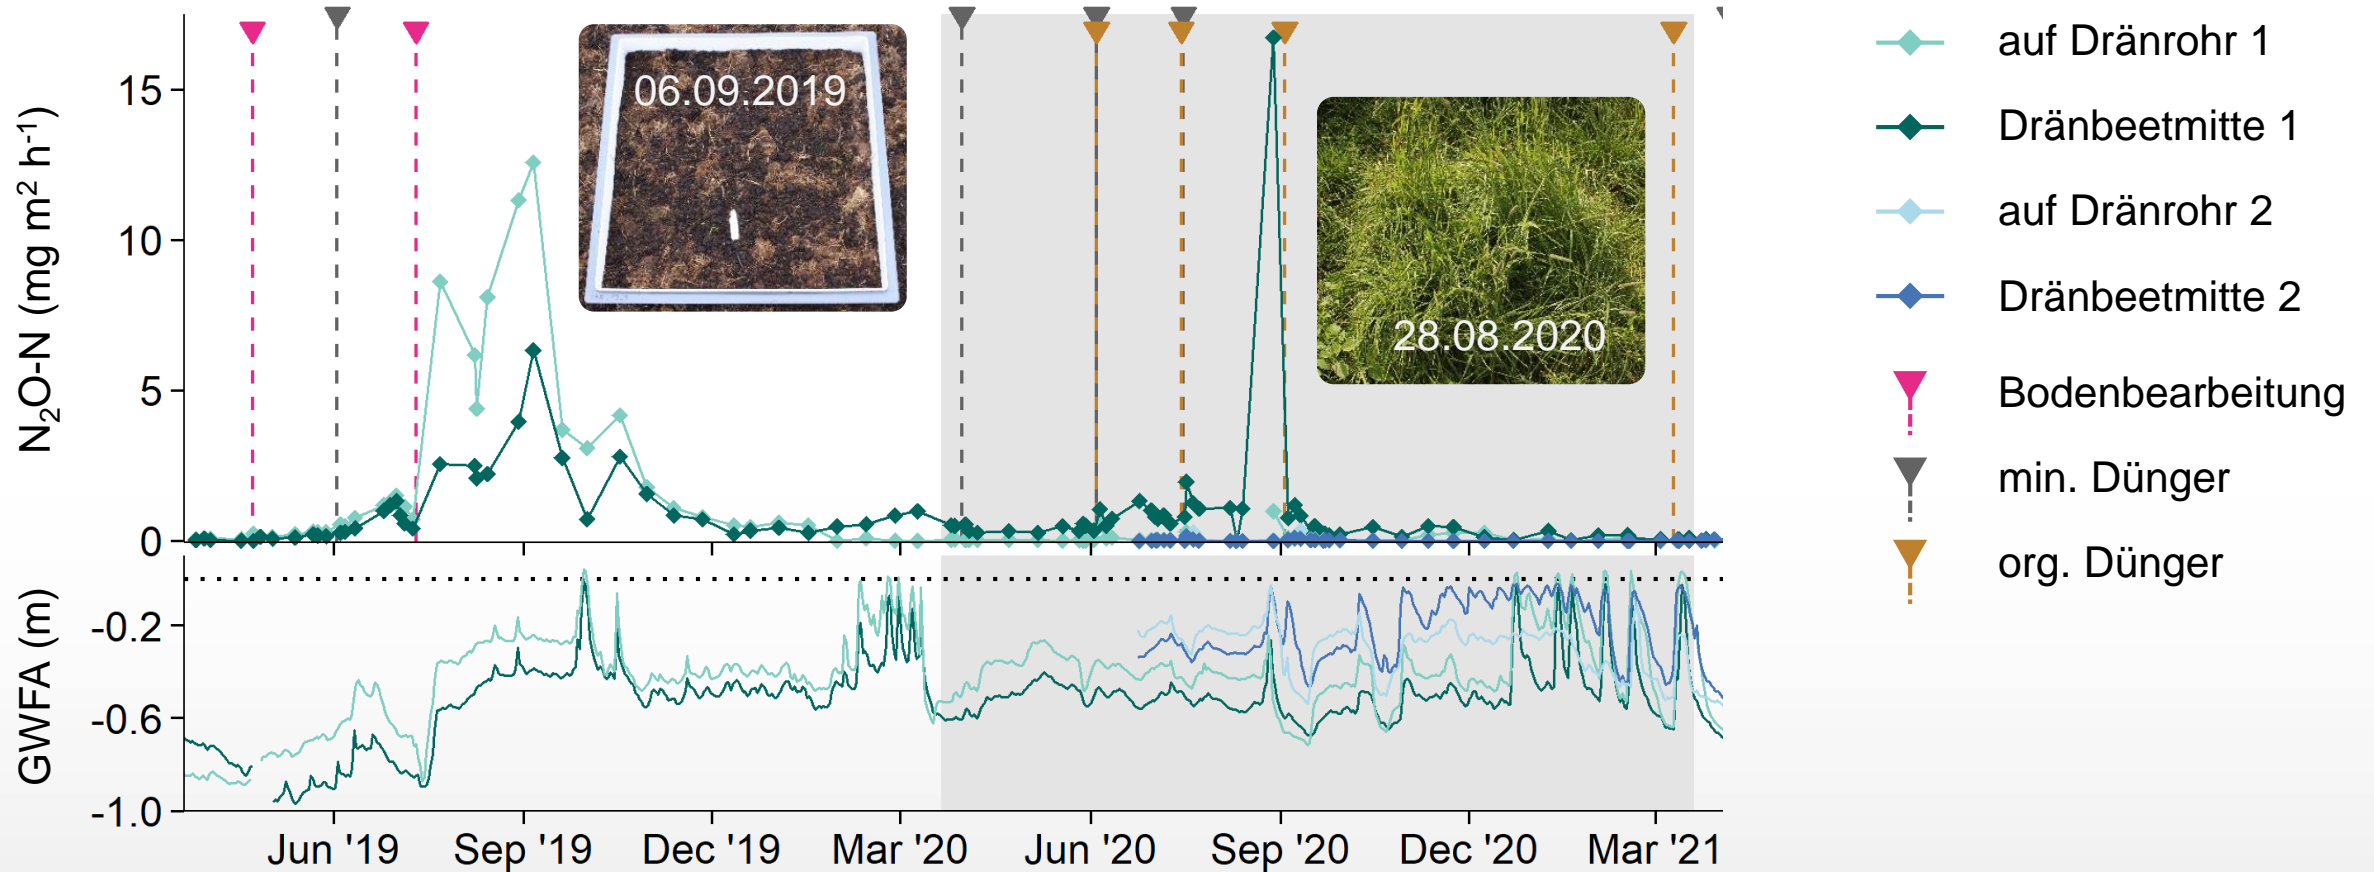 N₂O-N (mg m² h⁻¹)
15
10
5
0
06.09.2019
28.08.2020
GWFA (m)
-0.2
-0.6
-1.0
Jun '19
Sep '19
Dec '19
Mar '20
Jun '20
Sep '20
Dec '20
Mar '21
auf Dränrohr 1
Dränbeetmitte 1
auf Dränrohr 2
Dränbeetmitte 2
Bodenbearbeitung
min. Dünger
org. Dünger